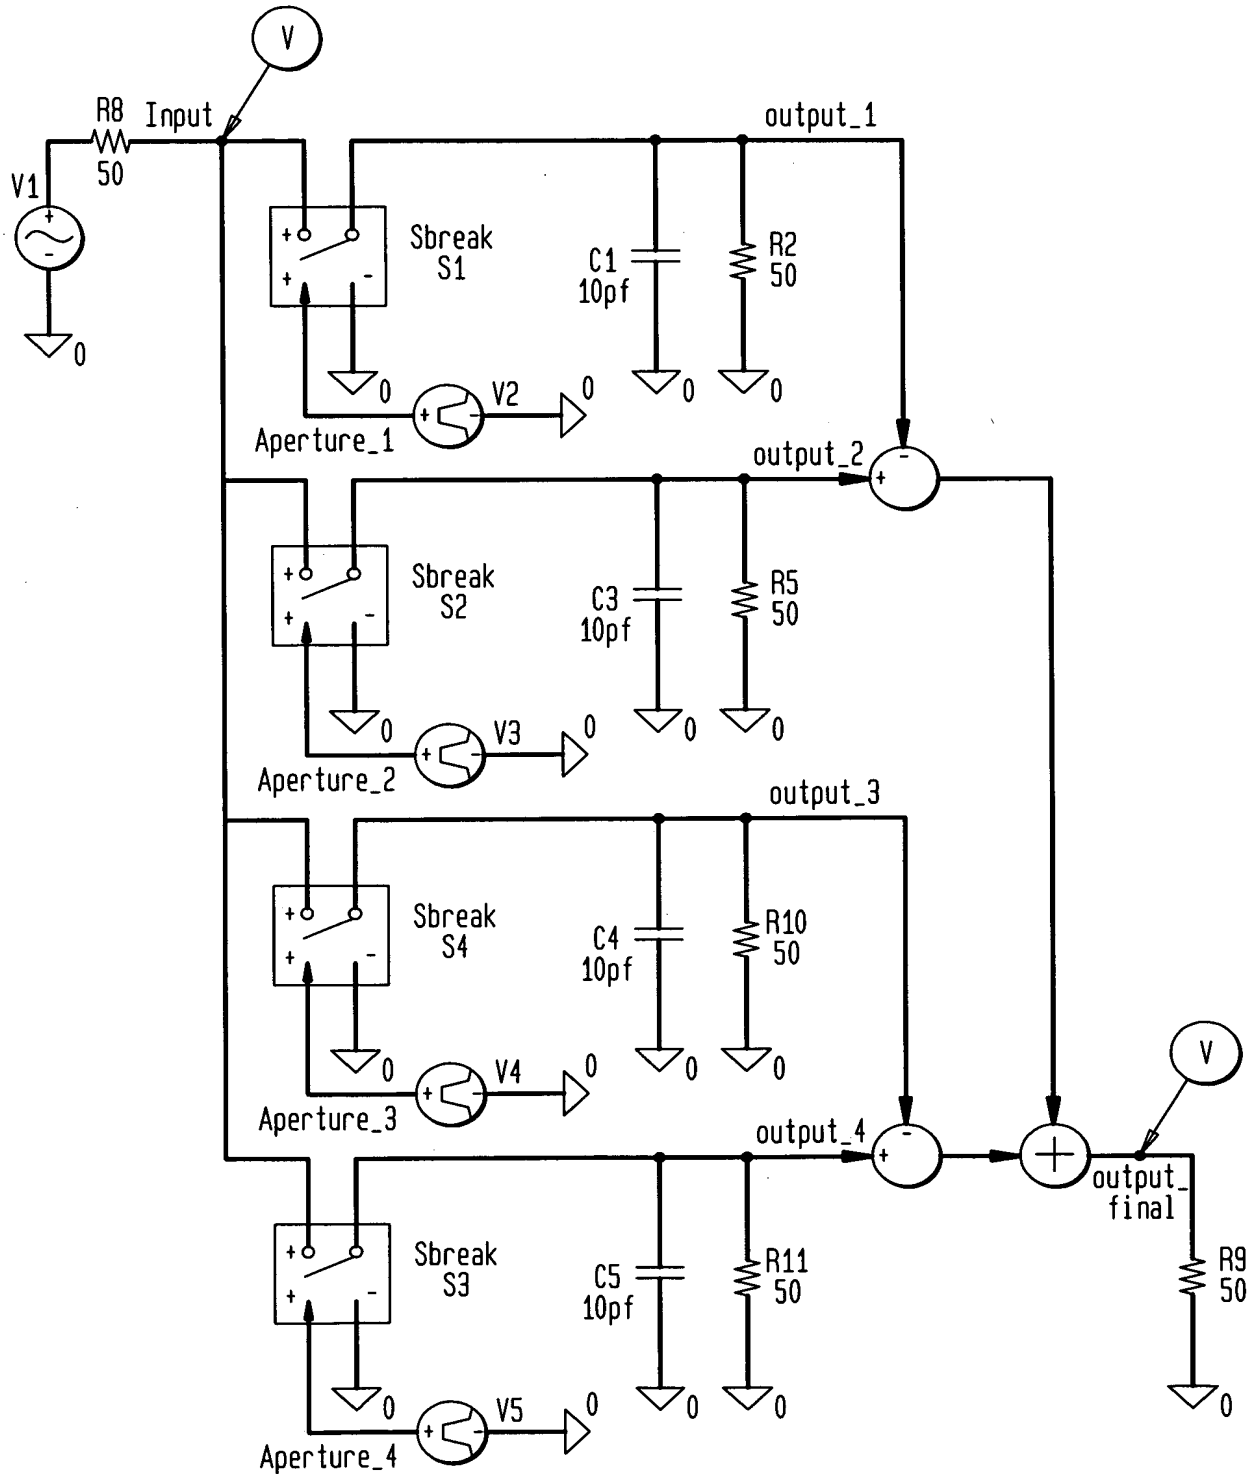 V
R8
Input
output_1
50
V1
+
-
0
+
+
-
Sbreak
S1
C1
10pf
R2
50
0
0
0
V2
0
+
-
Aperture_1
output_2
-
+
+
+
-
Sbreak
S2
C3
10pf
R5
50
0
0
0
V3
0
+
-
Aperture_2
output_3
+
+
-
Sbreak
S4
C4
10pf
R10
50
0
0
0
V4
0
+
-
Aperture_3
V
output_4
-
+
+
output_
final
+
+
-
Sbreak
S3
C5
10pf
R11
50
R9
50
0
0
0
0
V5
0
+
-
Aperture_4